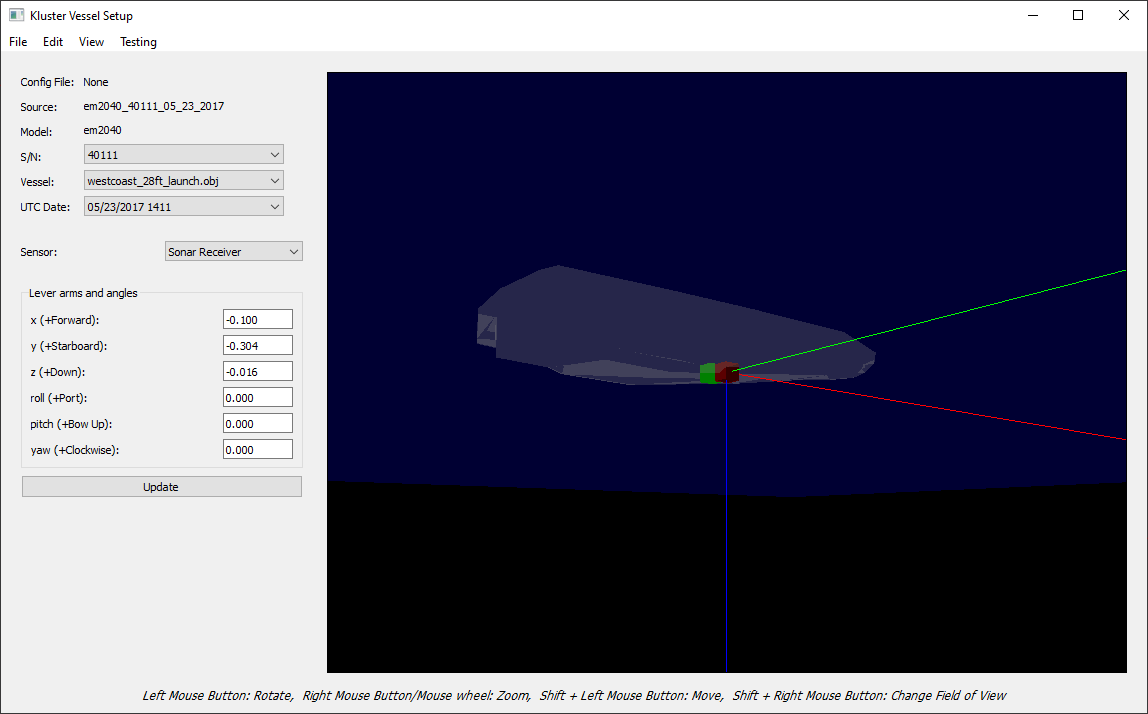 Kluster Vessel Setup
File Edit View Testing
Config File: None
Source: em2040_40111_05_23_2017
Model: em2040
S/N: 40111
Vessel: westcoast_28ft_launch.obj
UTC Date: 05/23/2017 1411
Sensor: Sonar Receiver
Lever arms and angles
x (+Forward): -0.100
y (+Starboard): -0.304
z (+Down): -0.016
roll (+Port): 0.000
pitch (+Bow Up): 0.000
yaw (+Clockwise): 0.000
Update
Left Mouse Button: Rotate, Right Mouse Button/Mouse wheel: Zoom, Shift + Left Mouse Button: Move, Shift + Right Mouse Button: Change Field of View